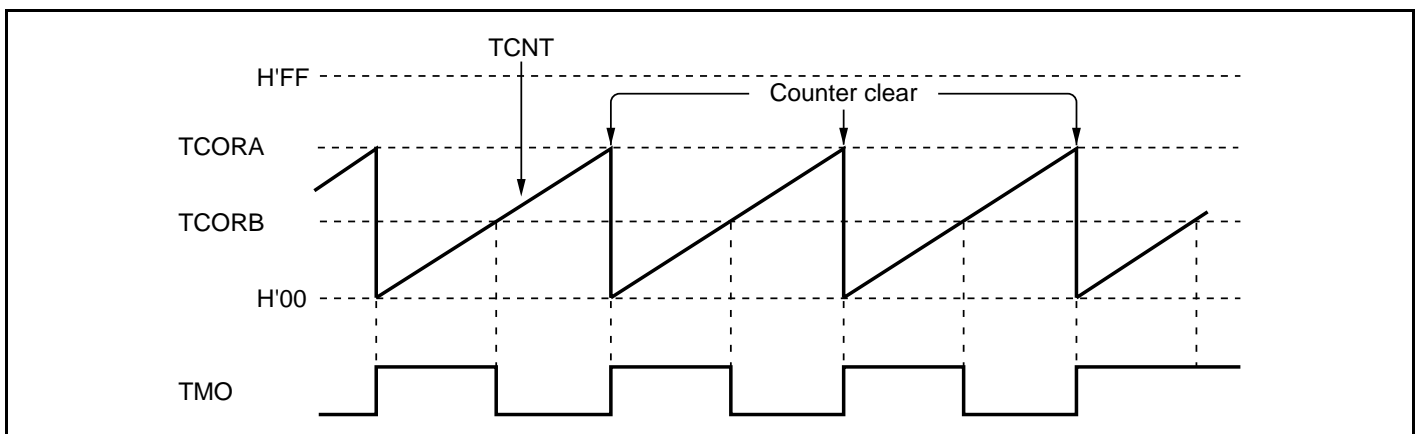 TCNT
H'FF
Counter clear
TCORA
TCORB
H'00
TMO